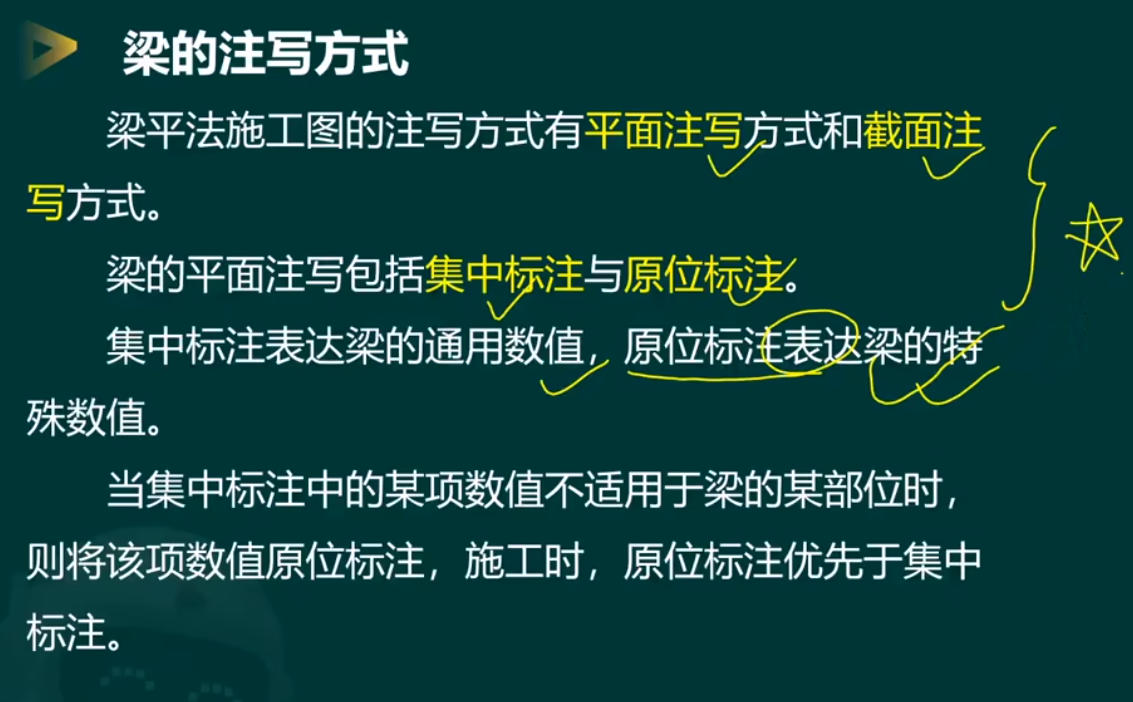 梁的注写方式
梁平法施工图的注写方式有平面注写方式和截面注
写方式。
梁的平面注写包括集中标注与原位标注。
集中标注表达梁的通用数值，原位标注表达梁的特
殊数值。
当集中标注中的某项数值不适用于梁的某部位时，
则将该项数值原位标注，施工时，原位标注优先于集中
标注。